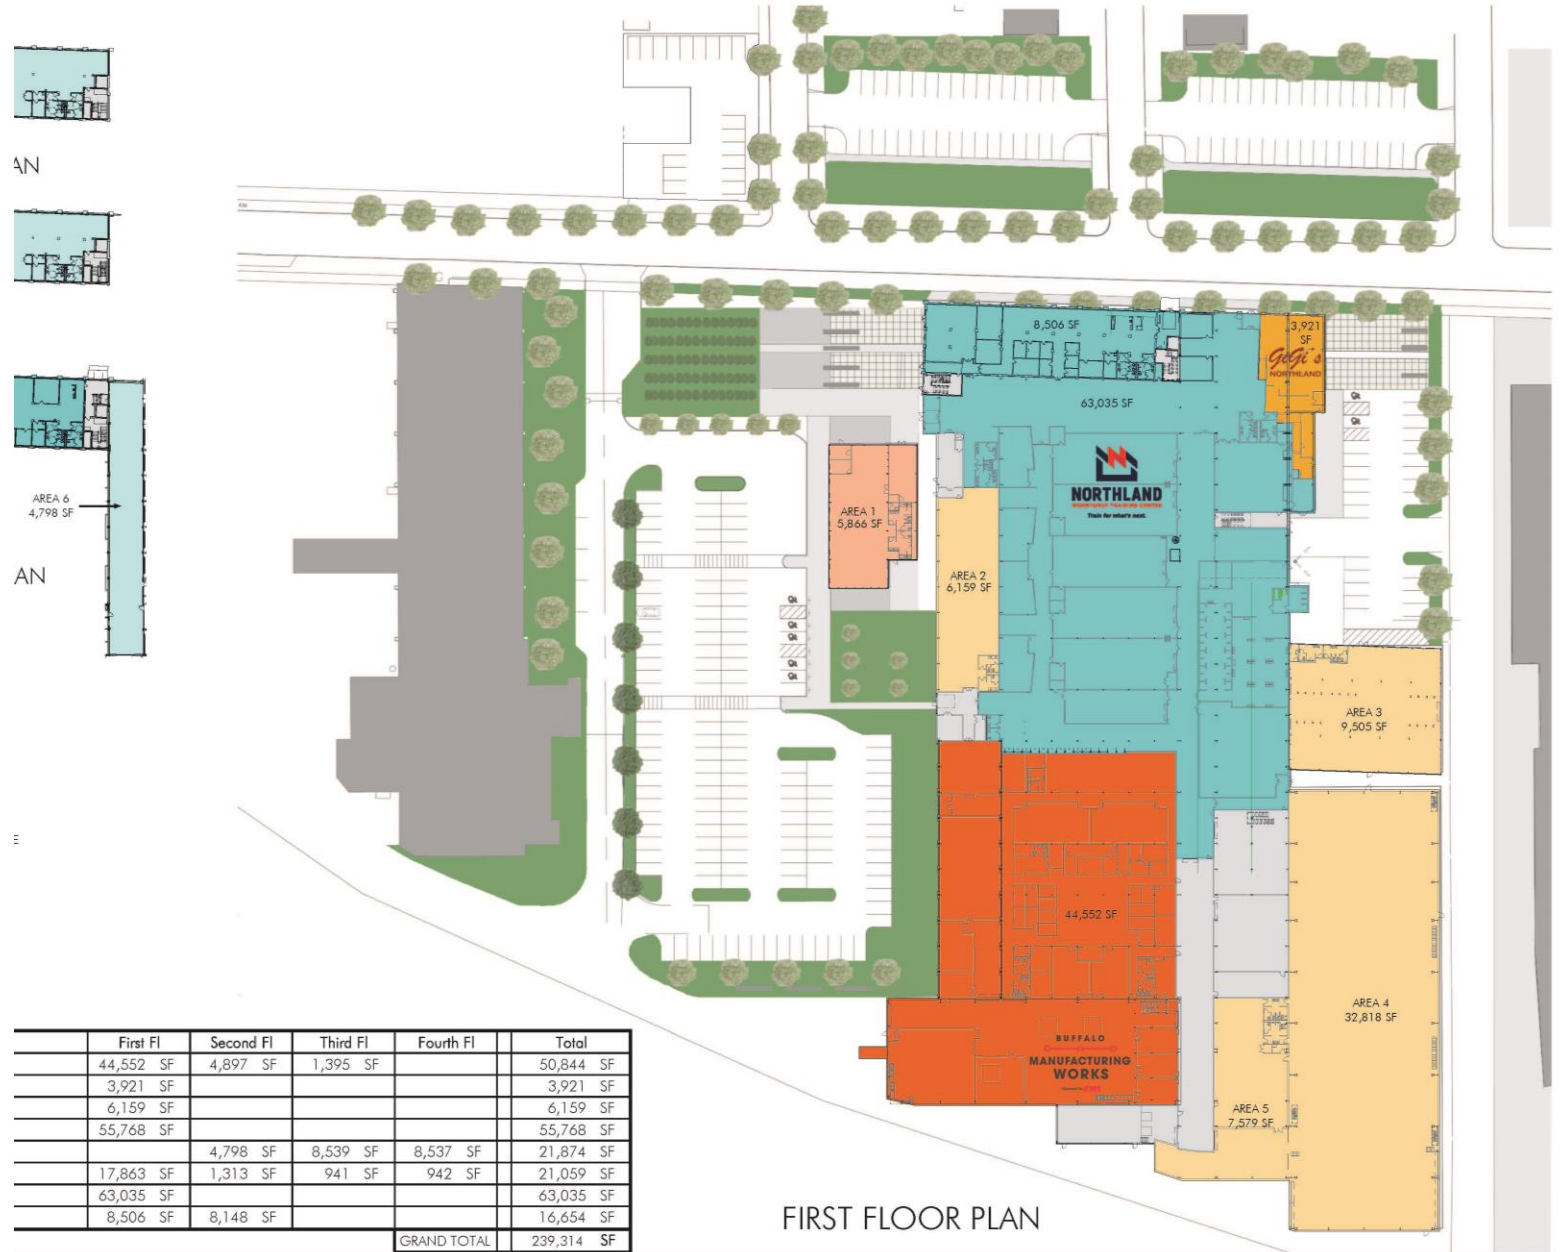 AN
AREA 6
4,798 SF
AN
E
8,506 SF
3,921
SF
GiGi's
NORTHLAND
63,035 SF
NORTHLAND
WORKFORCE TRAINING CENTER
Train for what's next.
AREA 1
5,866 SF
AREA 2
6,159 SF
AREA 3
9,505 SF
44,552 SF
AREA 4
32,818 SF
BUFFALO
MANUFACTURING
WORKS
AREA 5
7,579 SF
First Fl Second Fl Third Fl Fourth Fl Total
44,552 SF 4,897 SF 1,395 SF 50,844 SF
3,921 SF 3,921 SF
6,159 SF 6,159 SF
55,768 SF 55,768 SF
4,798 SF 8,539 SF 8,537 SF 21,874 SF
17,863 SF 1,313 SF 941 SF 942 SF 21,059 SF
63,035 SF 63,035 SF
8,506 SF 8,148 SF 16,654 SF
GRAND TOTAL 239,314 SF
FIRST FLOOR PLAN